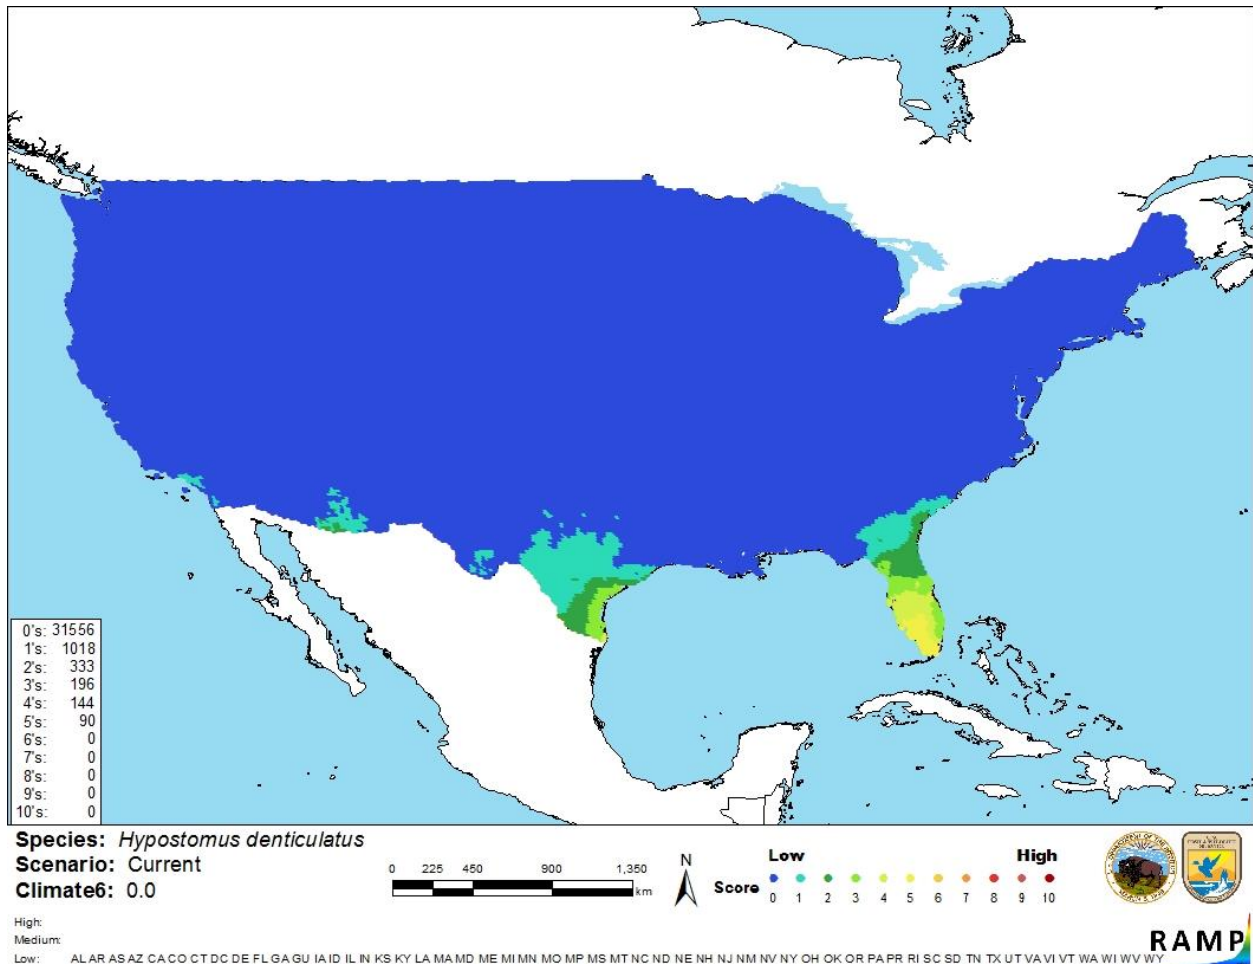 0's: 31556
1's: 1018
2's: 333
3's: 196
4's: 144
5's: 90
6's: 0
7's: 0
8's: 0
9's: 0
10's: 0
Species: Hypostomus denticulatus
Scenario: Current
Climate6: 0.0
0 225 450 900 1,350
km
N
Low High
Score
0 1 2 3 4 5 6 7 8 9 10
High:
Medium:
Low: AL AR AS AZ CA CO CT DC DE FL GA GU IA ID IL IN KS KY LA MA MD ME MI MN MO MP MS MT NC ND NE NH NJ NM NV NY OH OK OR PA PR RI SC SD TN TX UT VA VI VT WA WI WV WY
RAMP